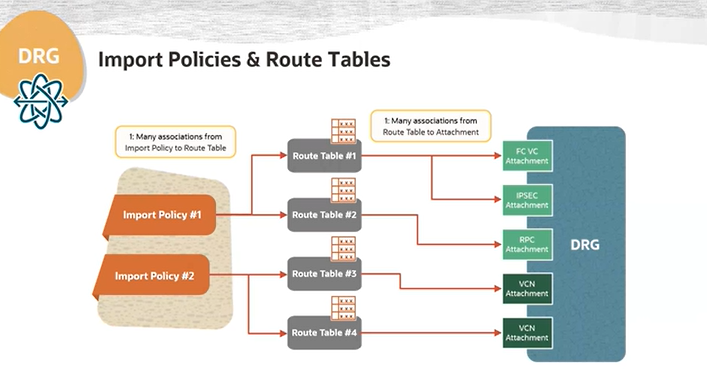 DRG
Import Policies & Route Tables
1: Many associations from
Import Policy to Route Table
1: Many associations from
Route Table to Attachment
Import Policy #1
Import Policy #2
Route Table #1
Route Table #2
Route Table #3
Route Table #4
FC VC
Attachment
IPSEC
Attachment
RPC
Attachment
VCN
Attachment
VCN
Attachment
DRG